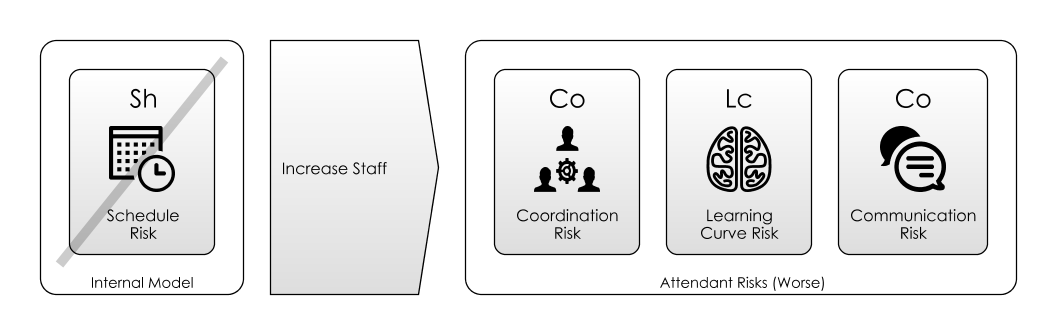 Sh
Schedule
Risk
Internal Model
Increase Staff
Co
Coordination
Risk
Lc
Learning
Curve Risk
Co
Communication
Risk
Attendant Risks (Worse)